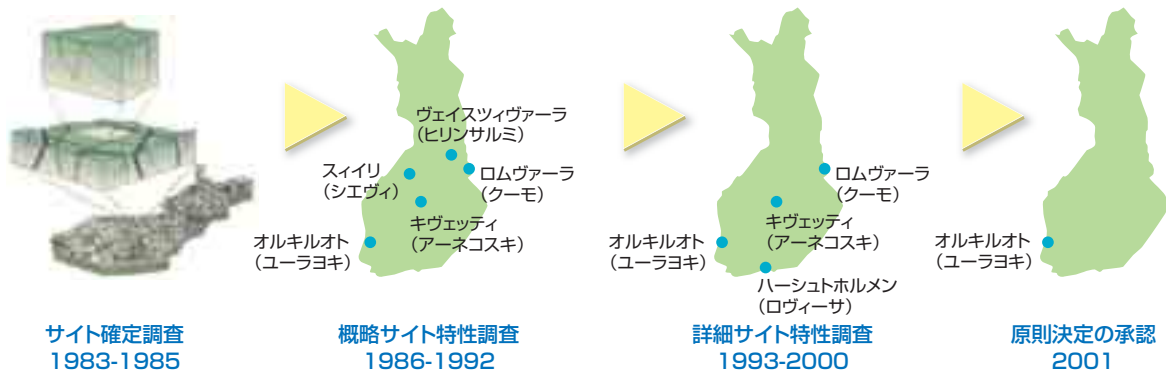 サイト確定調査
1983-1985
ヴェイスツィヴァーラ
(ヒリンサルミ)
スィイリ
(シエヴィ)
ロムヴァーラ
(クーモ)
キヴェッティ
(アーネコスキ)
オルキルオト
(ユーラヨキ)
概略サイト特性調査
1986-1992
ロムヴァーラ
(クーモ)
キヴェッティ
(アーネコスキ)
オルキルオト
(ユーラヨキ)
ハーシュトホルメン
(ロヴィーサ)
詳細サイト特性調査
1993-2000
オルキルオト
(ユーラヨキ)
原則決定の承認
2001